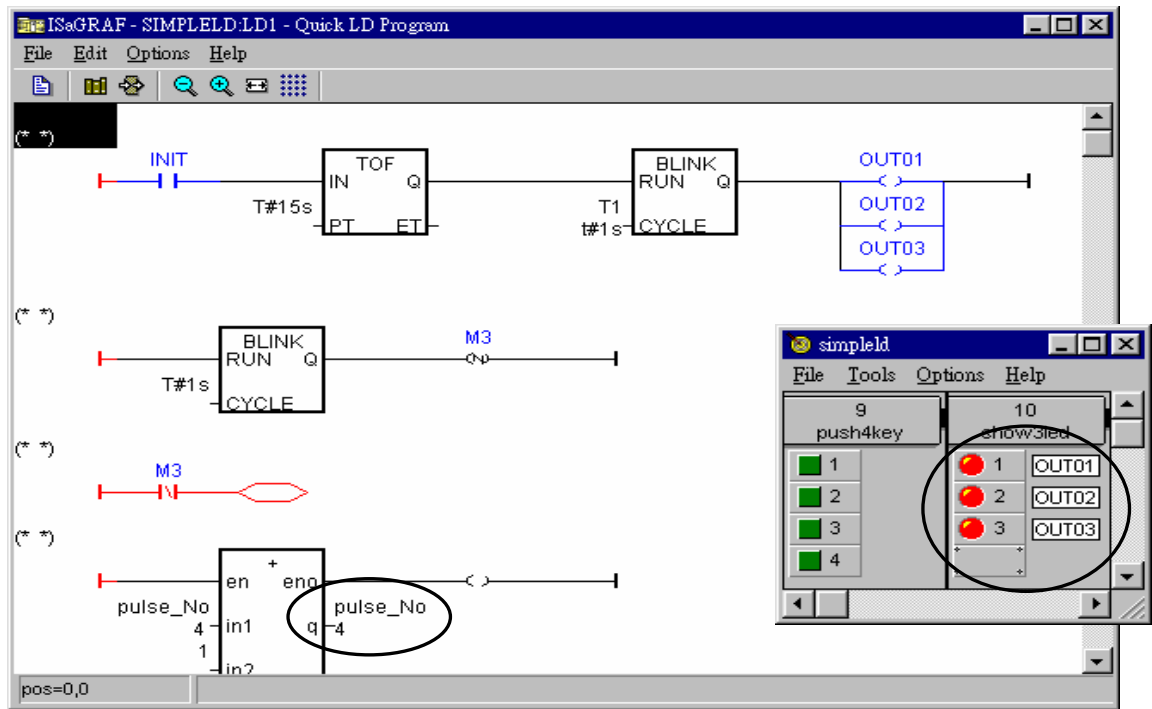 ISaGRAF - SIMPLELD:LD1 - Quick LD Program
File Edit Options Help
(* *)
INIT
TOF
IN Q
T#15s
PT ET
BLINK
RUN Q
T1
t#1s
CYCLE
OUT01
OUT02
OUT03
(* *)
BLINK
RUN Q
T#1s
CYCLE
M3
N
(* *)
M3
(* *)
+
en eno
pulse_No
4 in1
1
in2
pulse_No
q 4
pos=0,0
simpleld
File Tools Options Help
9
push4key
1
2
3
4
10
show3led
1 OUT01
2 OUT02
3 OUT03